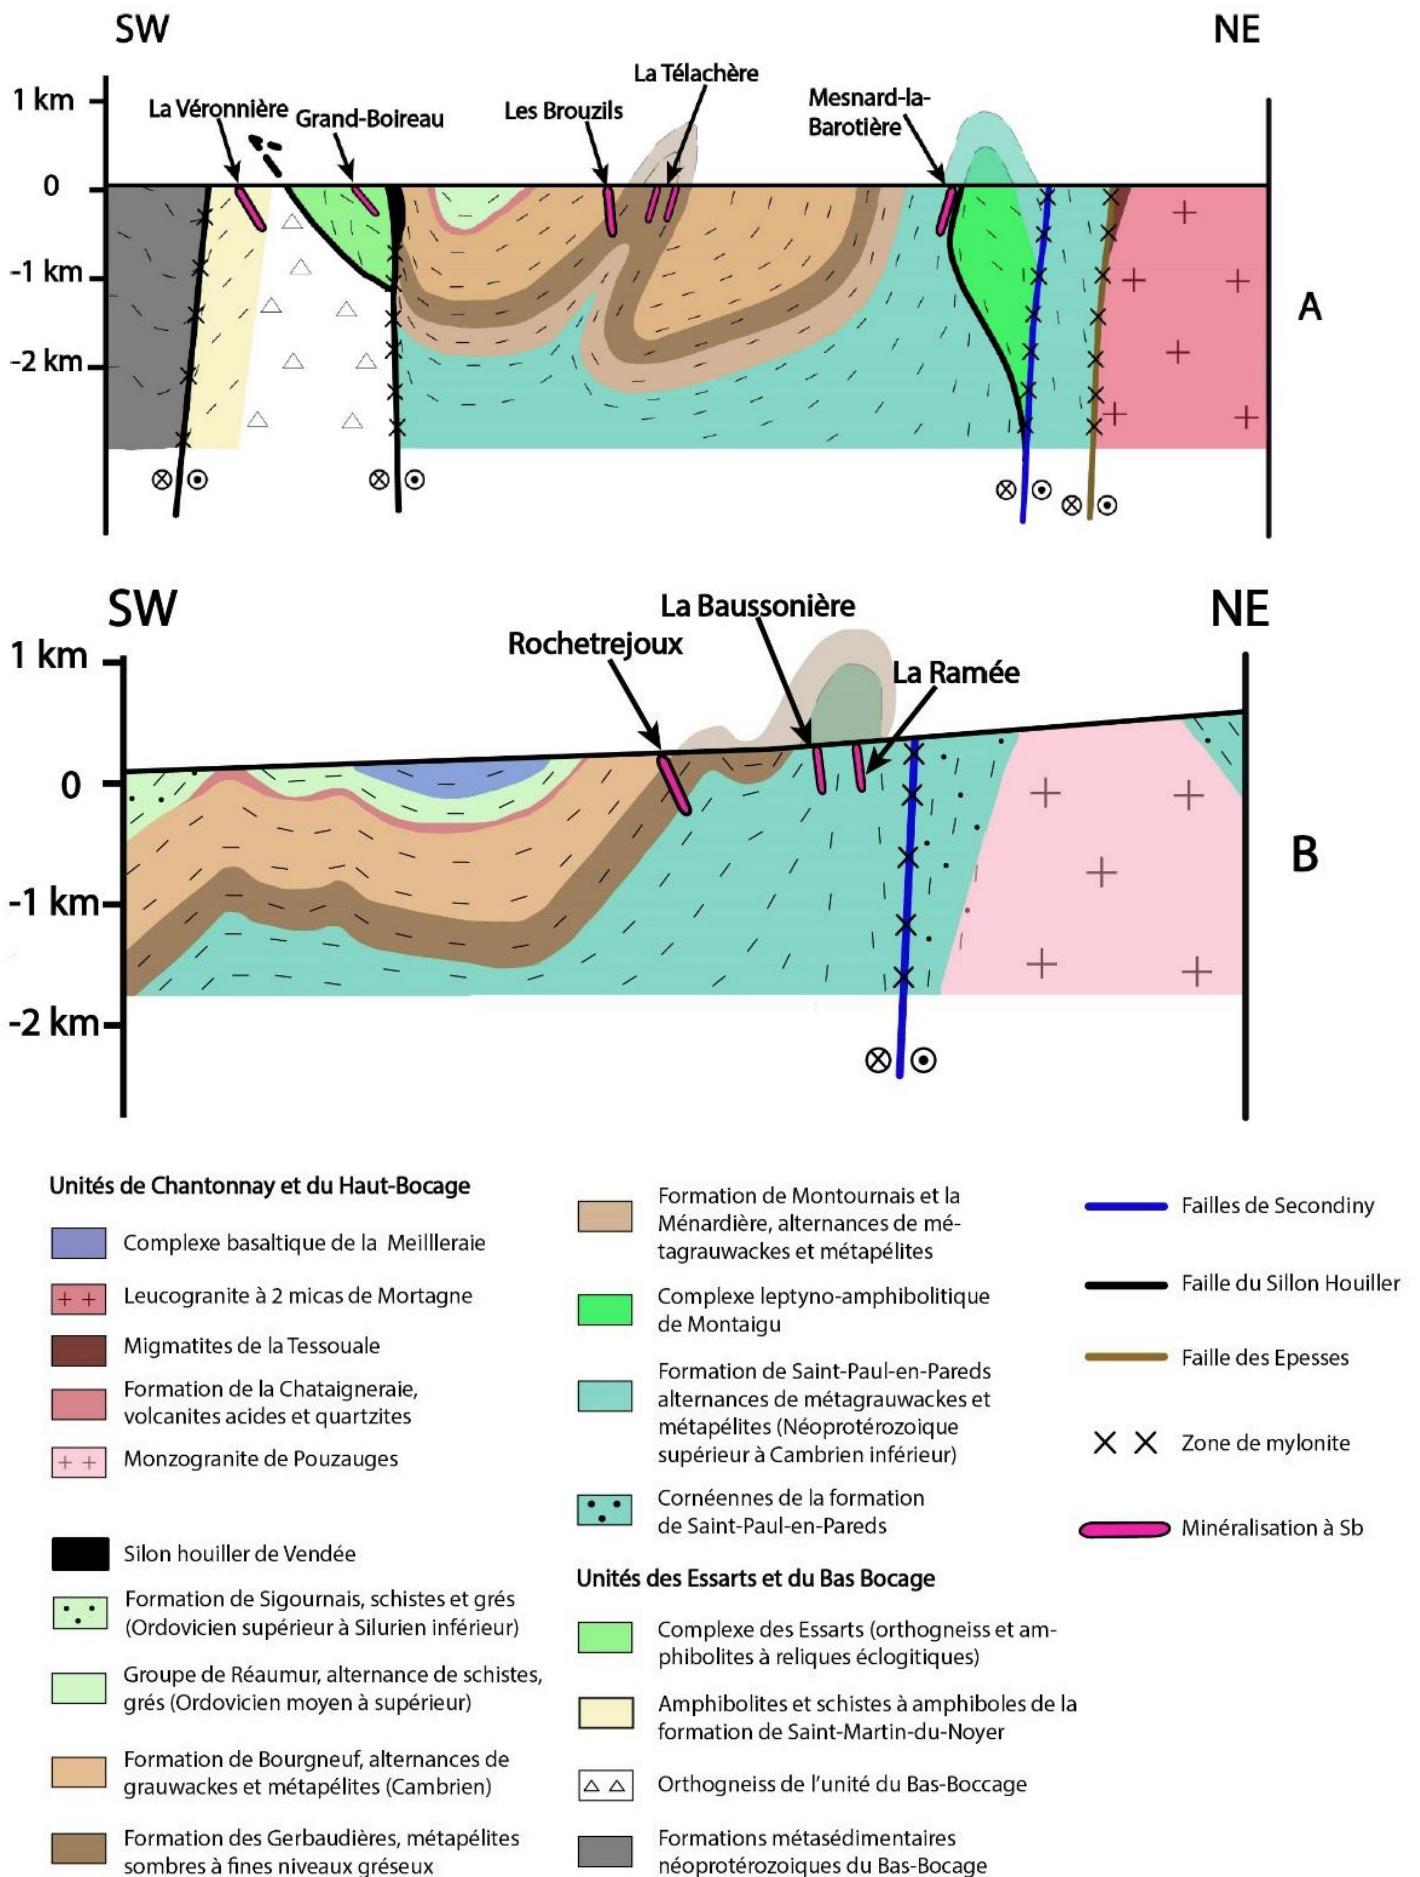 SW
NE
La Télachère
1 km
La Véronnière
Grand-Boireau
Les Brouzils
Mesnard-la-
Barotière
0
-1 km
-2 km
A
SW
NE
La Baussonière
Rochetrejoux
1 km
La Ramée
0
-1 km
B
-2 km
Unités de Chantonnay et du Haut-Bocage
Complexe basaltique de la Meillleraie
Leucogranite à 2 micas de Mortagne
Migmatites de la Tessouale
Formation de la Chataigneraie,
volcanites acides et quartzites
Monzogranite de Pouzauges
Silon houiller de Vendée
Formation de Sigournais, schistes et grés
(Ordovicien supérieur à Silurien inférieur)
Groupe de Réaumur, alternance de schistes,
grés (Ordovicien moyen à supérieur)
Formation de Bourgneuf, alternances de
grauwackes et métapélites (Cambrien)
Formation des Gerbaudières, métapélites
sombres à fines niveaux gréseux
Formation de Montournais et la
Ménardière, alternances de mé-
tagrauwackes et métapélites
Complexe leptyno-amphibolitique
de Montaigu
Formation de Saint-Paul-en-Pareds
alternances de métagrauwackes et
métapélites (Néoprotérozoique
supérieur à Cambrien inférieur)
Cornéennes de la formation
de Saint-Paul-en-Pareds
Unités des Essarts et du Bas Bocage
Complexe des Essarts (orthogneiss et am-
phibolites à reliques éclogitiques)
Amphibolites et schistes à amphiboles de la
formation de Saint-Martin-du-Noyer
Orthogneiss de l'unité du Bas-Boccage
Formations métasédimentaires
néoprotérozoiques du Bas-Bocage
Failles de Secondiny
Faille du Sillon Houiller
Faille des Epesses
Zone de mylonite
Minéralisation à Sb